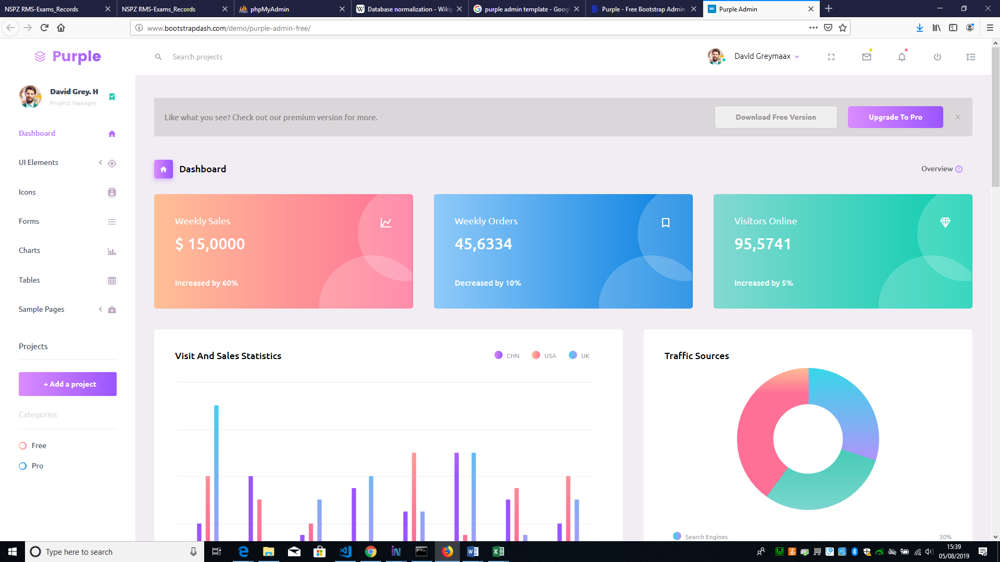 NSPZ RMS-Exams_Records
NSPZ RMS-Exams_Records
phpMyAdmin
Database normalization - Wikip
purple admin template - Goog
Purple - Free Bootstrap Admin
Purple Admin
www.bootstrapdash.com/demo/purple-admin-free/
Purple
Search projects
David Greymaax
David Grey. H
Project Manager
Dashboard
UI Elements
Icons
Forms
Charts
Tables
Sample Pages
Projects
+ Add a project
Categories
Free
Pro
Like what you see? Check out our premium version for more.
Download Free Version
Upgrade To Pro
Dashboard
Overview
Weekly Sales
$ 15,0000
Increased by 60%
Weekly Orders
45,6334
Decreased by 10%
Visitors Online
95,5741
Increased by 5%
Visit And Sales Statistics
CHN
USA
UK
Traffic Sources
Search Engines
30%
Type here to search
15:39
05/08/2019